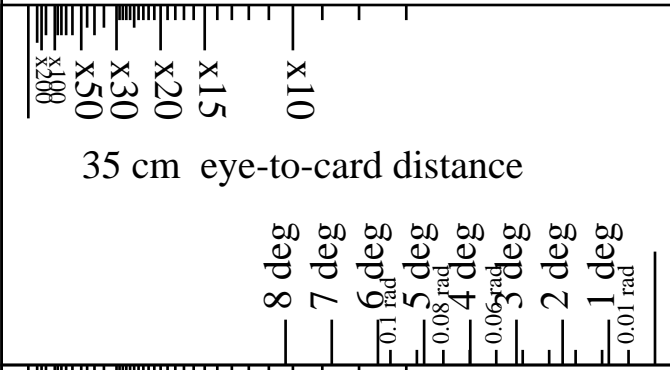 x200
x100
x50
x30
x20
x15
x10
35 cm eye-to-card distance
8 deg
7 deg
6 deg
0.1 rad
5 deg
0.08 rad
4 deg
0.06 rad
3 deg
2 deg
1 deg
0.01 rad